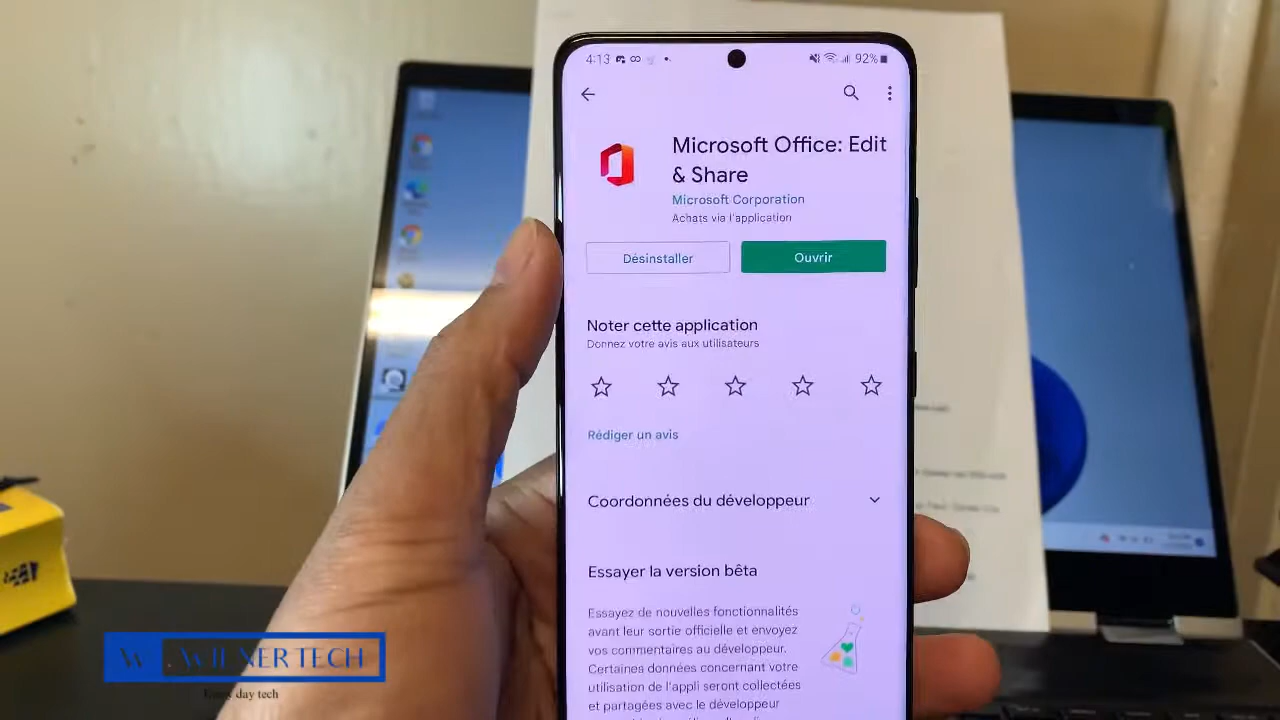 4:13
92%
Microsoft Office: Edit
& Share
Microsoft Corporation
Achats via l'application
Désinstaller
Ouvrir
Noter cette application
Donnez votre avis aux utilisateurs
Rédiger un avis
Coordonnées du développeur
Essayer la version bêta
Essayez de nouvelles fonctionnalités
avant leur sortie officielle et envoyez
vos commentaires au développeur.
Certaines données concernant votre
utilisation de l'appli seront collectées
et partagées avec le développeur
W
TECH
day tech